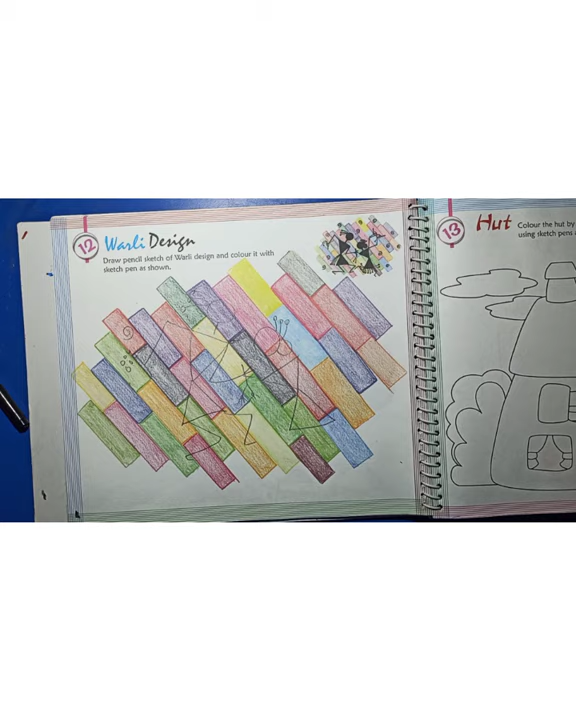 12 Warli Design
Draw pencil sketch of Warli design and colour it with
sketch pen as shown.
13 Hut
Colour the hut by
using sketch pens